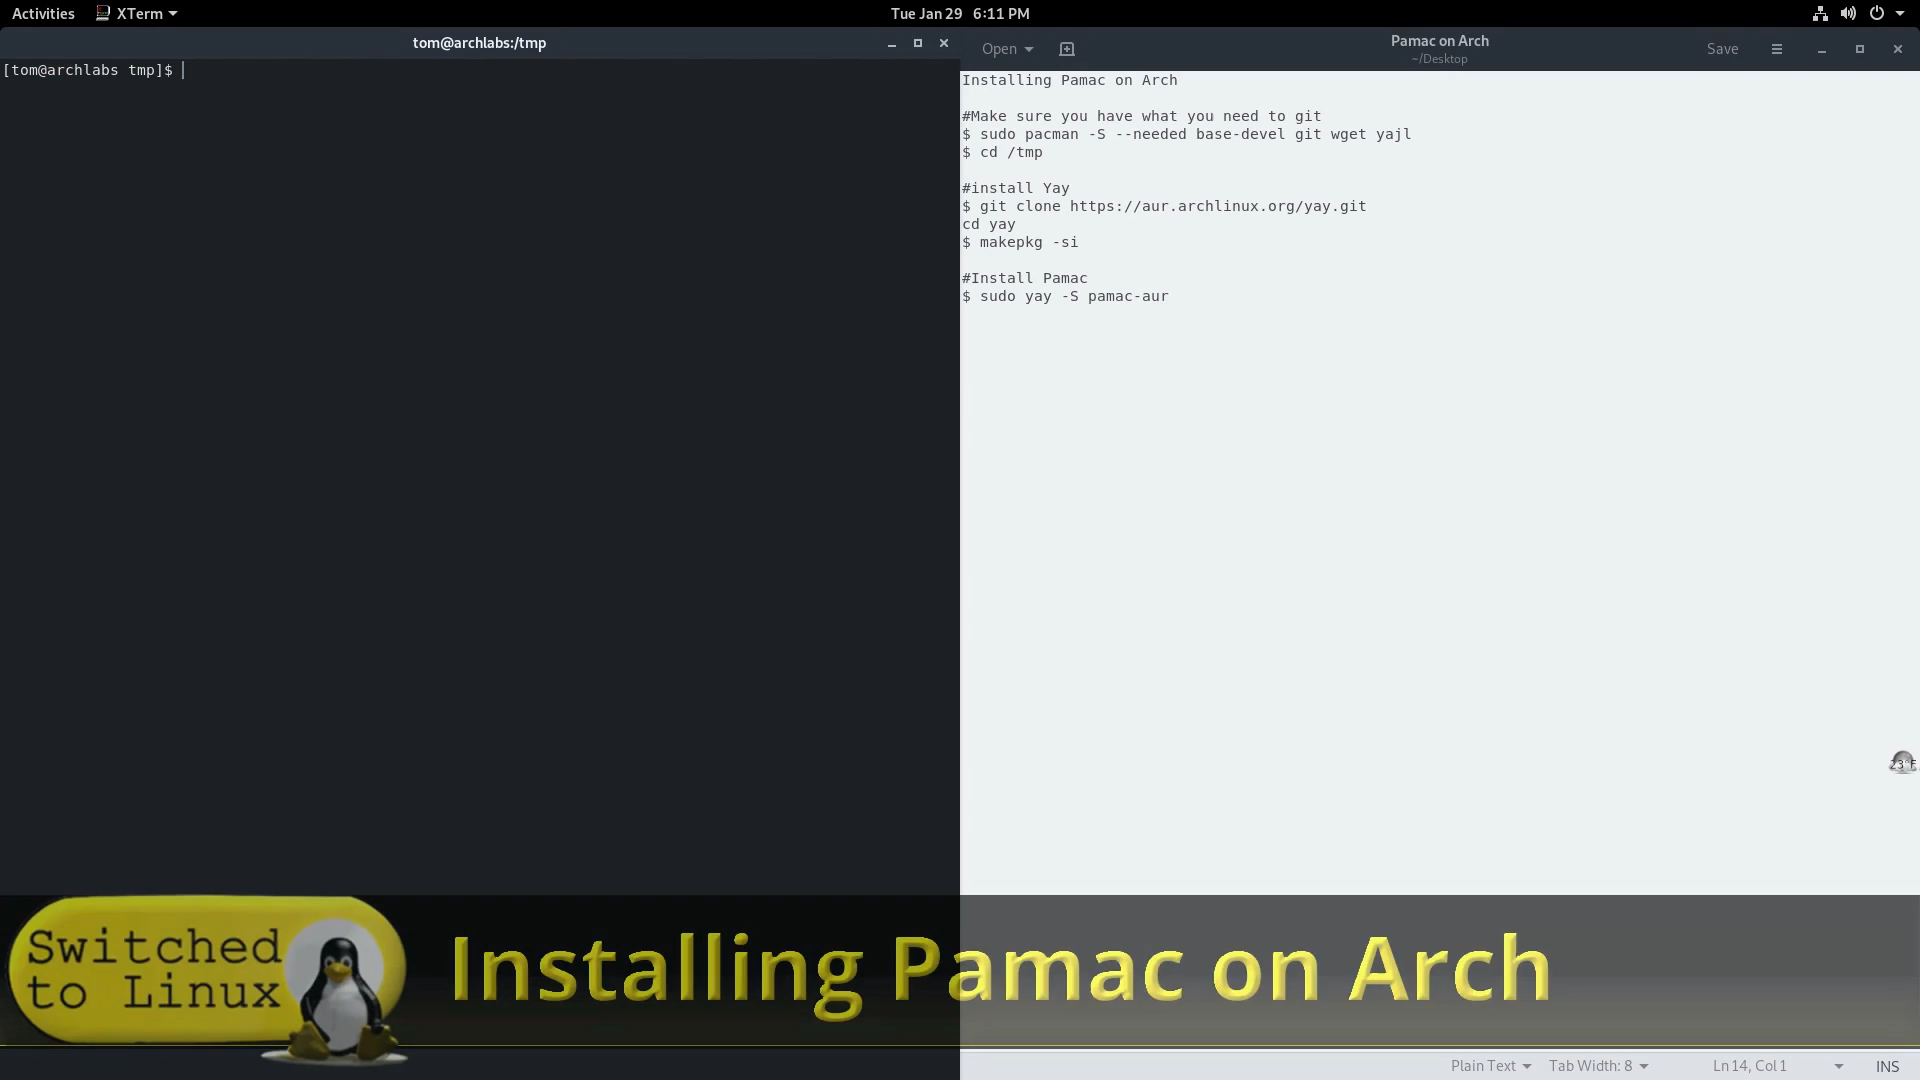 Activities XTerm Tue Jan 29 6:11 PM
tom@archlabs:/tmp
[tom@archlabs tmp]$
Open Pamac on Arch Save
~/Desktop
Installing Pamac on Arch
#Make sure you have what you need to git
$ sudo pacman -S --needed base-devel git wget yajl
$ cd /tmp
#install Yay
$ git clone https://aur.archlinux.org/yay.git
cd yay
$ makepkg -si
#Install Pamac
$ sudo yay -S pamac-aur
23°F
Switched
to Linux
Installing Pamac on Arch
Plain Text Tab Width: 8 Ln 14, Col 1 INS